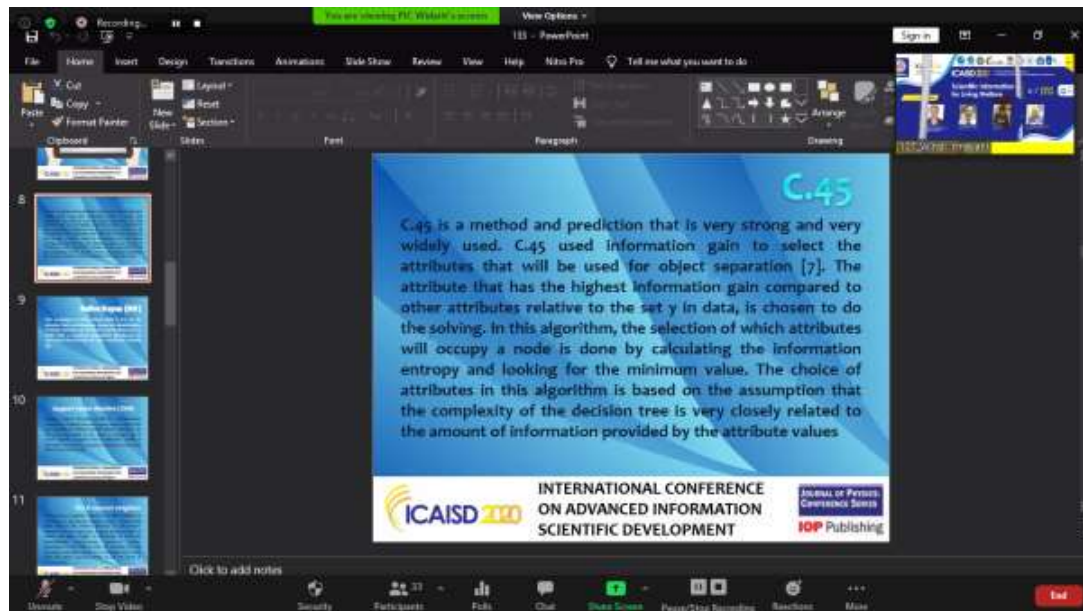 Recording...
You are viewing PIC Widarti's screen
View Options
133 - PowerPoint
Sign in
File Home Insert Design Transitions Animations Slide Show Review View Help Nitro Pro Tell me what you want to do
Paste
Cut
Copy
Format Painter
Clipboard
New
Slide
Layout
Reset
Section
Slides
Font
Paragraph
Arrange
Drawing
ICAISD
Scientific Information
for Living Welfare
8
9
10
11
C.45
C.45 is a method and prediction that is very strong and very
widely used. C.45 used information gain to select the
attributes that will be used for object separation [7]. The
attribute that has the highest information gain compared to
other attributes relative to the set y in data, is chosen to do
the solving. In this algorithm, the selection of which attributes
will occupy a node is done by calculating the information
entropy and looking for the minimum value. The choice of
attributes in this algorithm is based on the assumption that
the complexity of the decision tree is very closely related to
the amount of information provided by the attribute values
ICAISD 2020
INTERNATIONAL CONFERENCE
ON ADVANCED INFORMATION
SCIENTIFIC DEVELOPMENT
JOURNAL OF PHYSICS:
CONFERENCE SERIES
IOP Publishing
Click to add notes
Unmute
Stop Video
Security
Participants
33
Polls
Chat
Share Screen
Pause/Stop Recording
Reactions
More
End